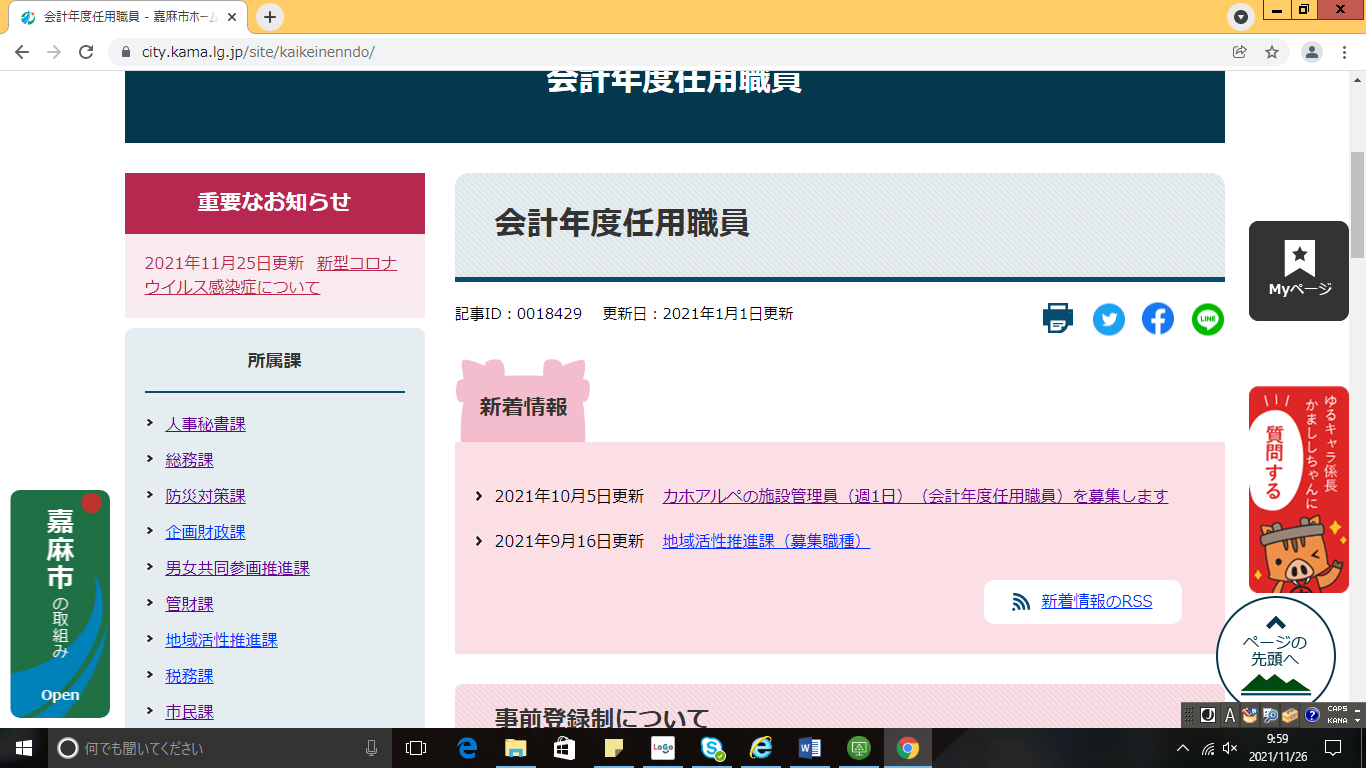 会計年度任用職員 - 嘉麻市ホーム
city.kama.lg.jp/site/kaikeinenndo/
会計年度任用職員
重要なお知らせ
2021年11月25日更新 新型コロナ
ウイルス感染症について
所属課
人事秘書課
総務課
防災対策課
企画財政課
男女共同参画推進課
管財課
地域活性推進課
税務課
市民課
会計年度任用職員
記事ID：0018429 更新日：2021年1月1日更新
LINE
新着情報
2021年10月5日更新 カホアルペの施設管理員（週1日）（会計年度任用職員）を募集します
2021年9月16日更新 地域活性推進課（募集職種）
新着情報のRSS
事前登録制について
Myページ
ゆるキャラ係長
かまししちゃんに
質問する
ページの
先頭へ
嘉麻市の取組み
Open
A
CAPS
KANA
何でも聞いてください
LoGo
9:59
2021/11/26